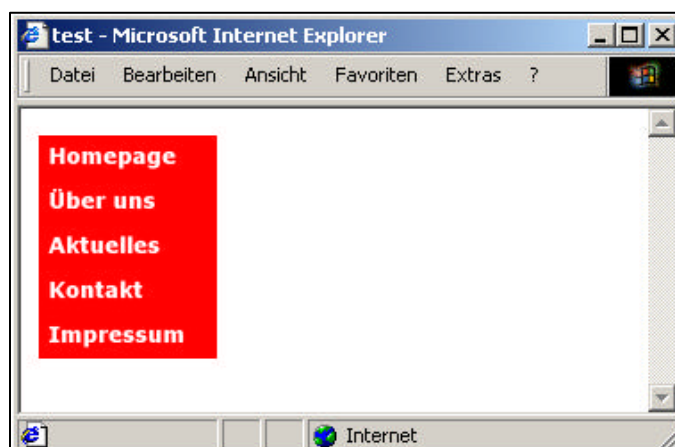 test - Microsoft Internet Explorer
Datei Bearbeiten Ansicht Favoriten Extras ?
Homepage
Über uns
Aktuelles
Kontakt
Impressum
Internet